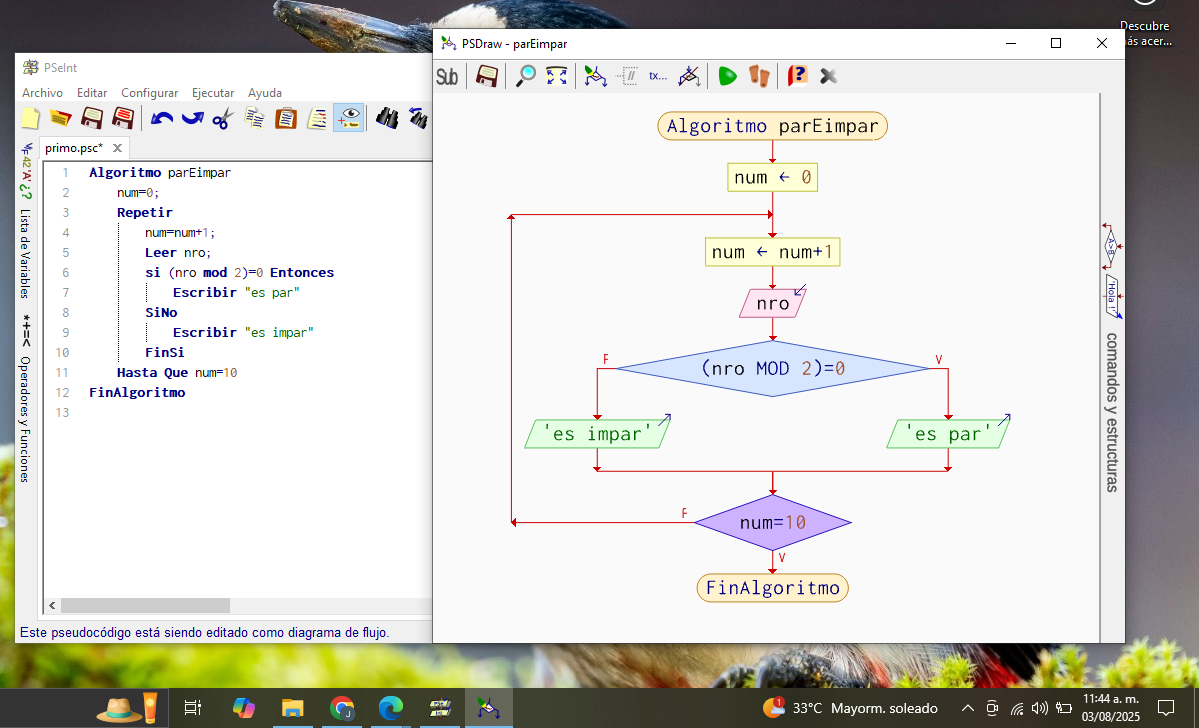 Descubre
ás acer...
PSeInt
Archivo Editar Configurar Ejecutar Ayuda
primo.psc* X
1 Algoritmo parEimpar
2 num=0;
3 Repetir
4 num=num+1;
5 Leer nro;
6 si (nro mod 2)=0 Entonces
7 Escribir "es par"
8 SiNo
9 Escribir "es impar"
10 FinSi
11 Hasta Que num=10
12 FinAlgoritmo
13
42 'A' ¿?
Lista de Variables
*+=<
Operadores y Funciones
Este pseudocódigo está siendo editado como diagrama de flujo.
PSDraw - parEimpar
Sub
//
tx...
?
Algoritmo parEimpar
num ← 0
num ← num+1
nro
F
V
(nro MOD 2)=0
'es impar'
'es par'
F
num=10
V
FinAlgoritmo
A>B
'Hola !'
comandos y estructuras
J
1
33°C Mayorm. soleado
11:44 a. m.
03/08/2025